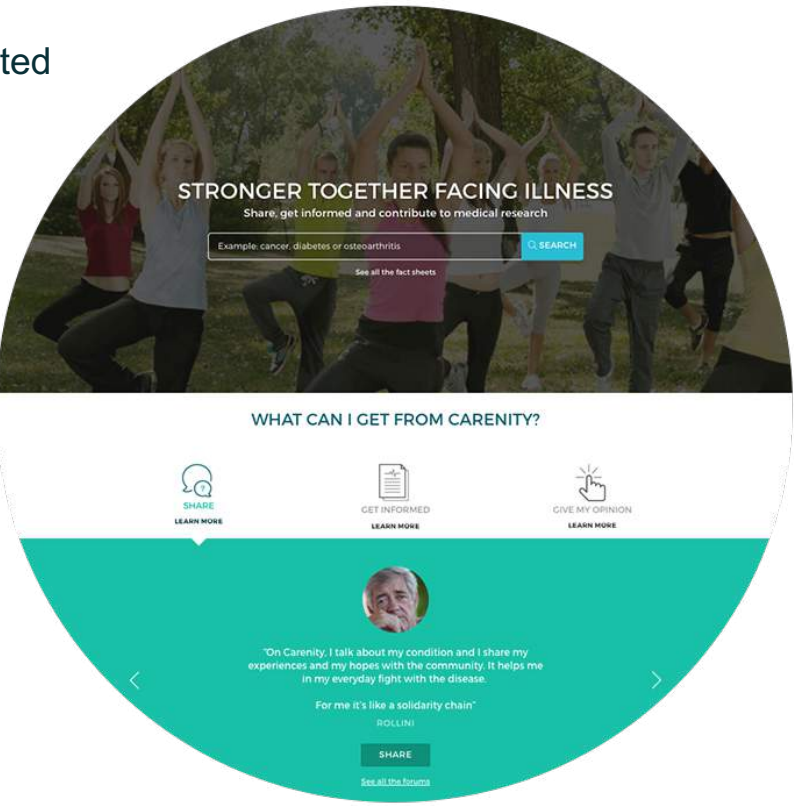 ted
STRONGER TOGETHER FACING ILLNESS
Share, get informed and contribute to medical research
Example: cancer, diabetes or osteoarthritis
SEARCH
See all the fact sheets
WHAT CAN I GET FROM CARENITY?
?
SHARE
LEARN MORE
GET INFORMED
LEARN MORE
GIVE MY OPINION
LEARN MORE
"On Carenity, I talk about my condition and I share my
experiences and my hopes with the community. It helps me
in my everyday fight with the disease.
For me it's like a solidarity chain"
ROLLINI
SHARE
See all the forums